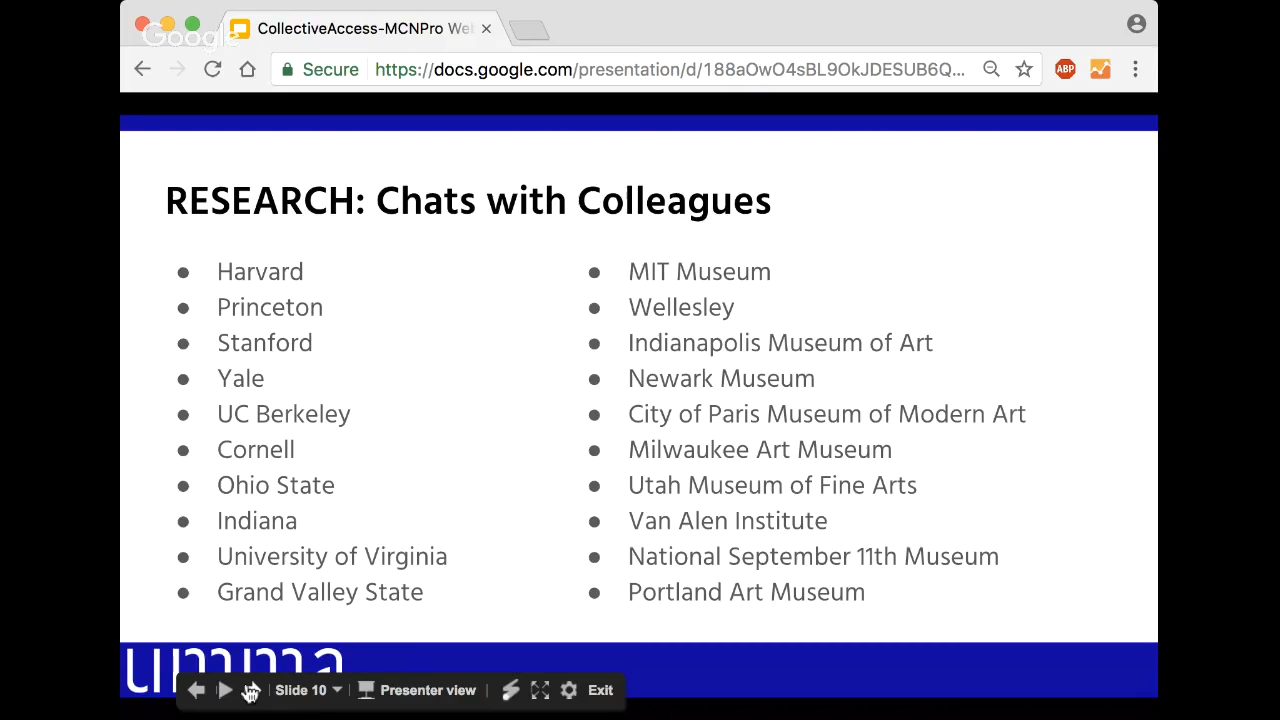 Google
CollectiveAccess-MCNPro We
Secure
https://docs.google.com/presentation/d/188aOwO4sBL9OkJDESUB6Q...
ABP
RESEARCH: Chats with Colleagues
Harvard
Princeton
Stanford
Yale
UC Berkeley
Cornell
Ohio State
Indiana
University of Virginia
Grand Valley State
MIT Museum
Wellesley
Indianapolis Museum of Art
Newark Museum
City of Paris Museum of Modern Art
Milwaukee Art Museum
Utah Museum of Fine Arts
Van Alen Institute
National September 11th Museum
Portland Art Museum
umma
Slide 10
Presenter view
Exit